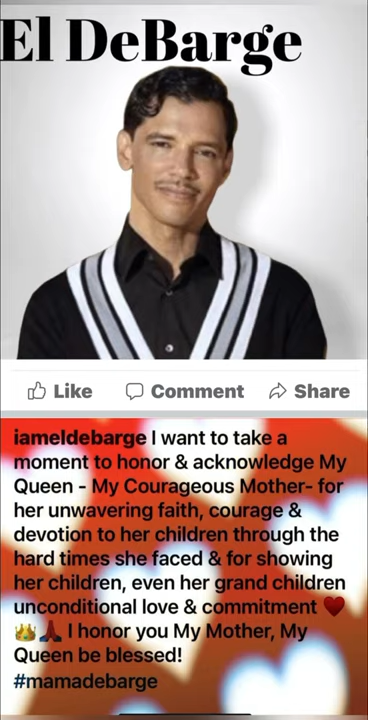 El DeBarge
Like Comment Share
iameldebarge I want to take a
moment to honor & acknowledge My
Queen - My Courageous Mother- for
her unwavering faith, courage &
devotion to her children through the
hard times she faced & for showing
her children, even her grand children
unconditional love & commitment ♥️
👑🙏🏿 I honor you My Mother, My
Queen be blessed!
#mamadebarge